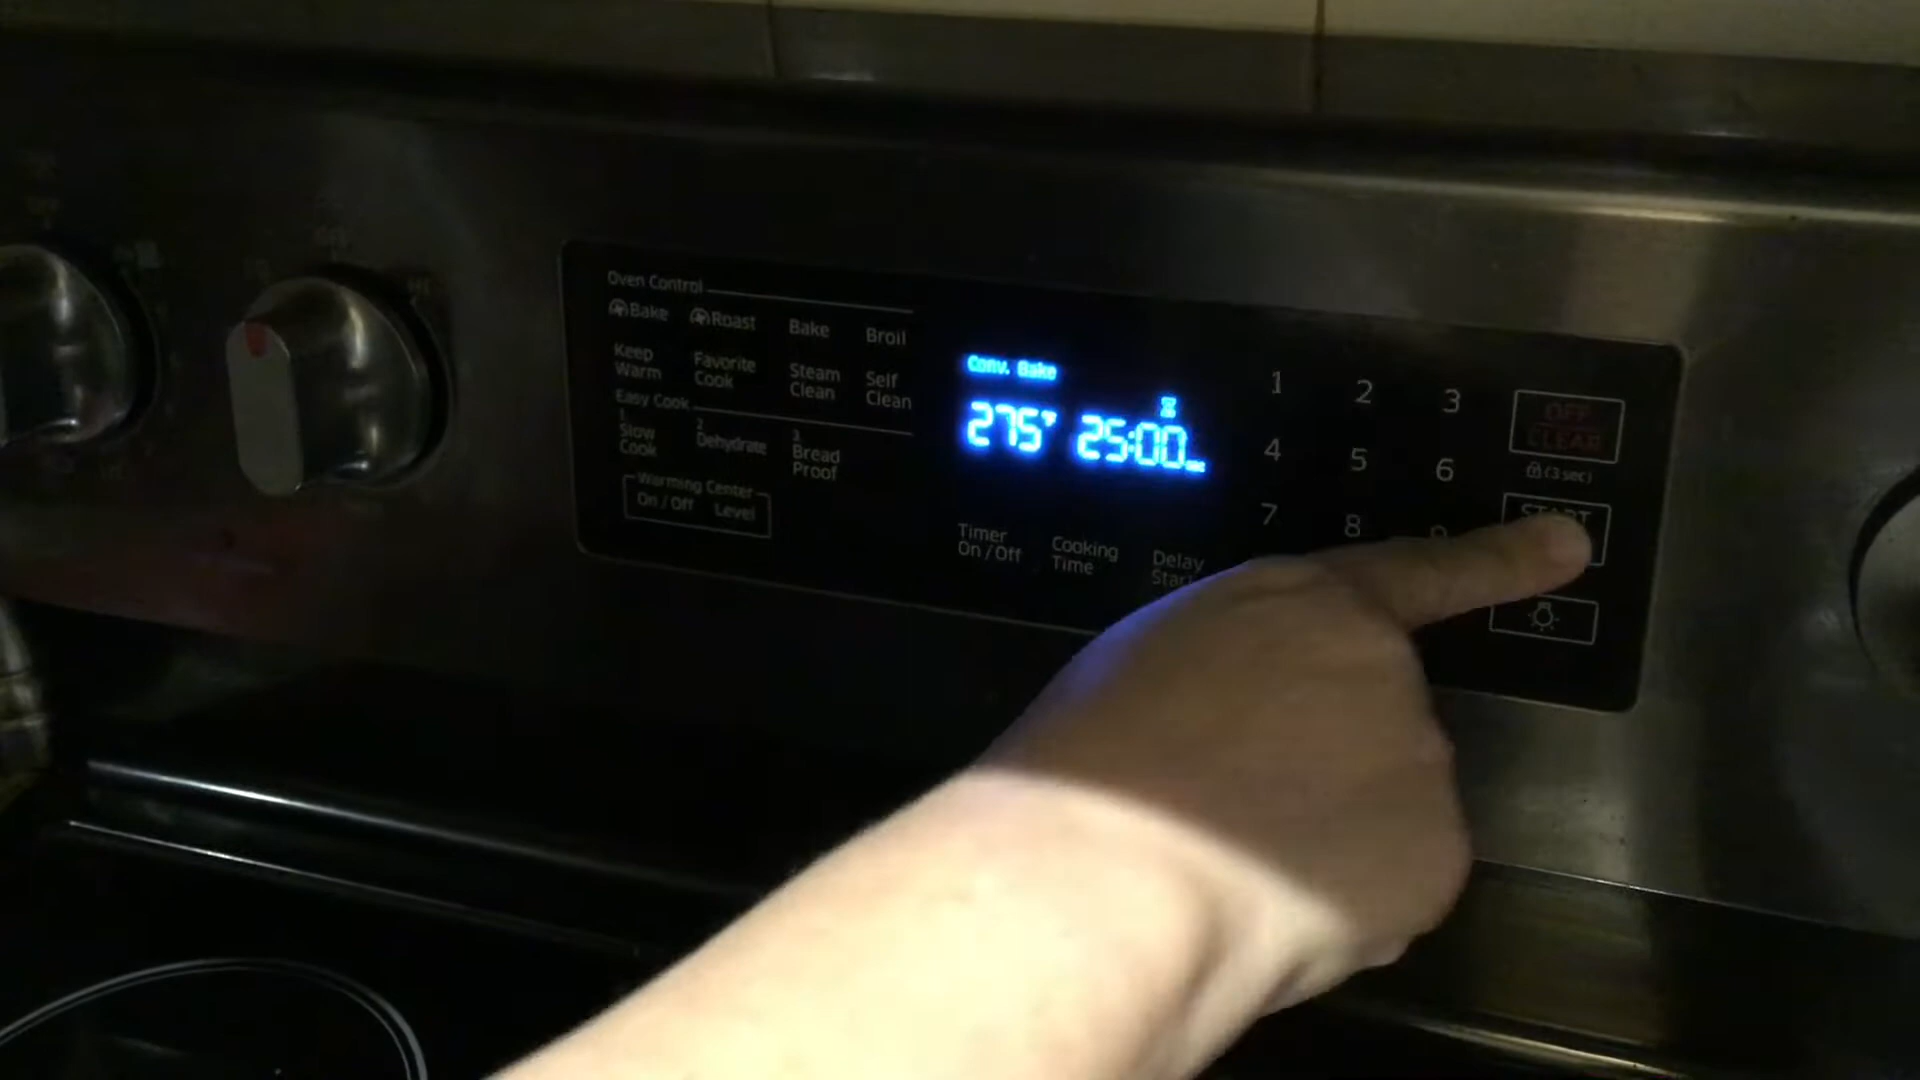 Oven Control
Bake Roast Bake Broil
Keep Warm
Favorite Cook
Steam Clean
Self Clean
Easy Cook
1 Slow Cook
2 Dehydrate
3 Bread Proof
Warming Center
On / Off Level
Conv. Bake
275°F 25:00
Timer On / Off
Cooking Time
Delay Start
1 2 3
4 5 6
7 8 9
OFF
CLEAR
(3 sec)
START